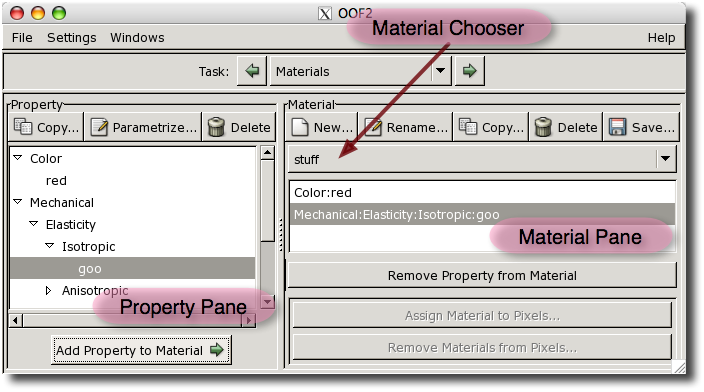 OOF2
Material Chooser
File Settings Windows Help
Task: Materials
Property
Copy... Parametrize... Delete
Color
red
Mechanical
Elasticity
Isotropic
goo
Anisotropic
Property Pane
Add Property to Material
Material
New... Rename... Copy... Delete Save...
stuff
Color:red
Mechanical:Elasticity:Isotropic:goo
Material Pane
Remove Property from Material
Assign Material to Pixels...
Remove Materials from Pixels...